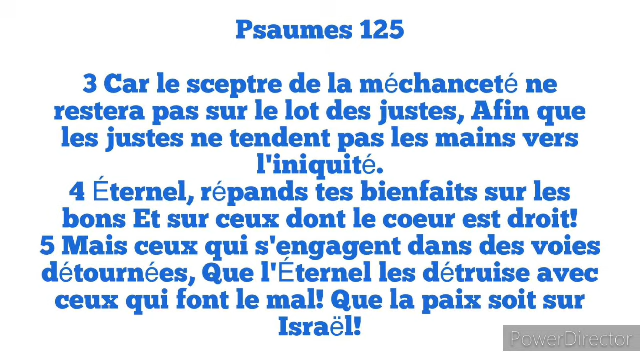 Psaumes 125
3 Car le sceptre de la méchanceté ne
restera pas sur le lot des justes, Afin que
les justes ne tendent pas les mains vers
l'iniquité.
4 Éternel, répands tes bienfaits sur les
bons Et sur ceux dont le coeur est droit!
5 Mais ceux qui s'engagent dans des voies
détournées, Que l'Éternel les détruise avec
ceux qui font le mal! Que la paix soit sur
Israël!
PowerDirector